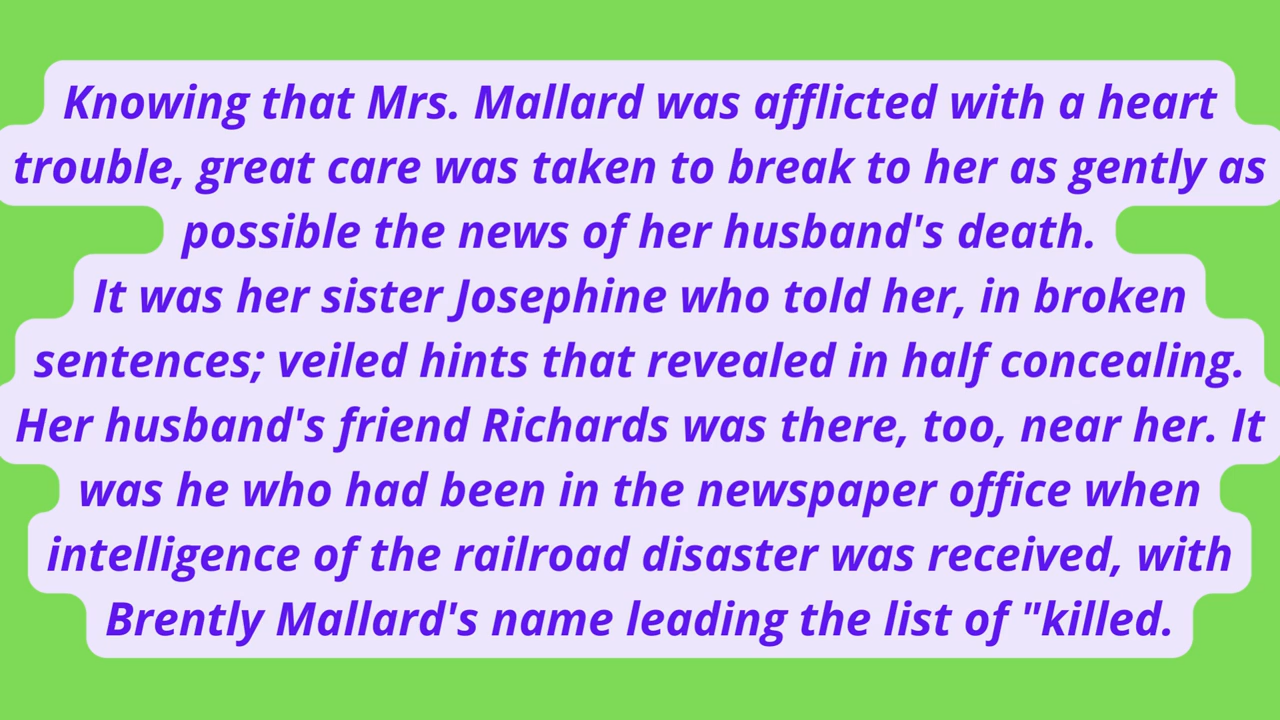 Knowing that Mrs. Mallard was afflicted with a heart
trouble, great care was taken to break to her as gently as
possible the news of her husband's death.
It was her sister Josephine who told her, in broken
sentences; veiled hints that revealed in half concealing.
Her husband's friend Richards was there, too, near her. It
was he who had been in the newspaper office when
intelligence of the railroad disaster was received, with
Brently Mallard's name leading the list of "killed.